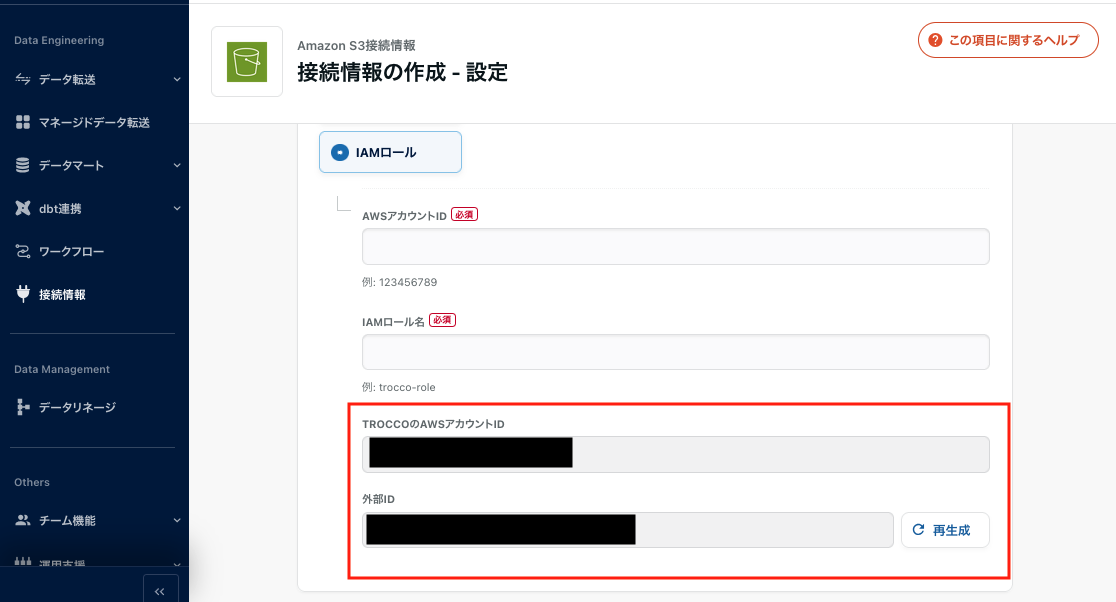 Data Engineering
データ転送
マネージドデータ転送
データマート
dbt連携
ワークフロー
接続情報
Data Management
データリネージ
Others
チーム機能
運用支援
Amazon S3接続情報
接続情報の作成 - 設定
この項目に関するヘルプ
IAMロール
AWSアカウントID 必須
例: 123456789
IAMロール名 必須
例: trocco-role
TROCCOのAWSアカウントID
外部ID
再生成